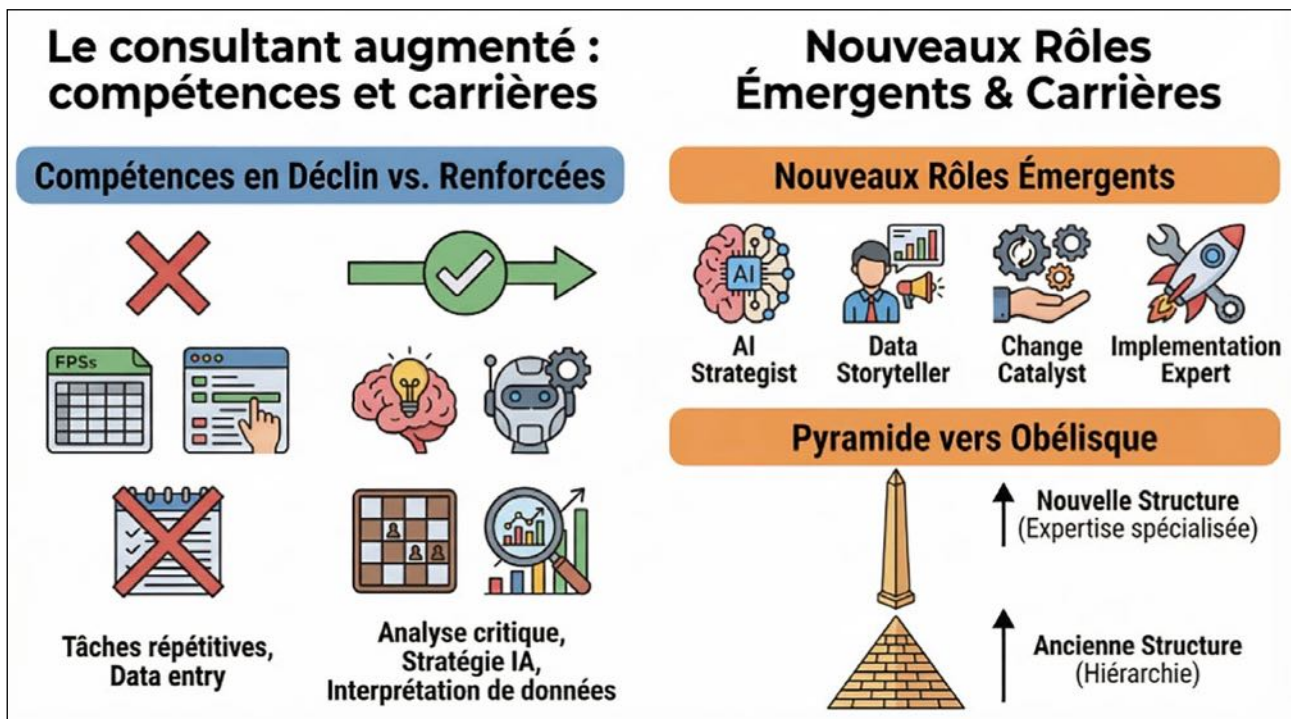 Le consultant augmenté :
compétences et carrières
Compétences en Déclin vs. Renforcées
FPSs
Tâches répétitives,
Data entry
Analyse critique,
Stratégie IA,
Interprétation de données
Nouveaux Rôles
Émergents & Carrières
Nouveaux Rôles Émergents
AI
AI
Strategist
Data
Storyteller
Change
Catalyst
Implementation
Expert
Pyramide vers Obélisque
Nouvelle Structure
(Expertise spécialisée)
Ancienne Structure
(Hiérarchie)